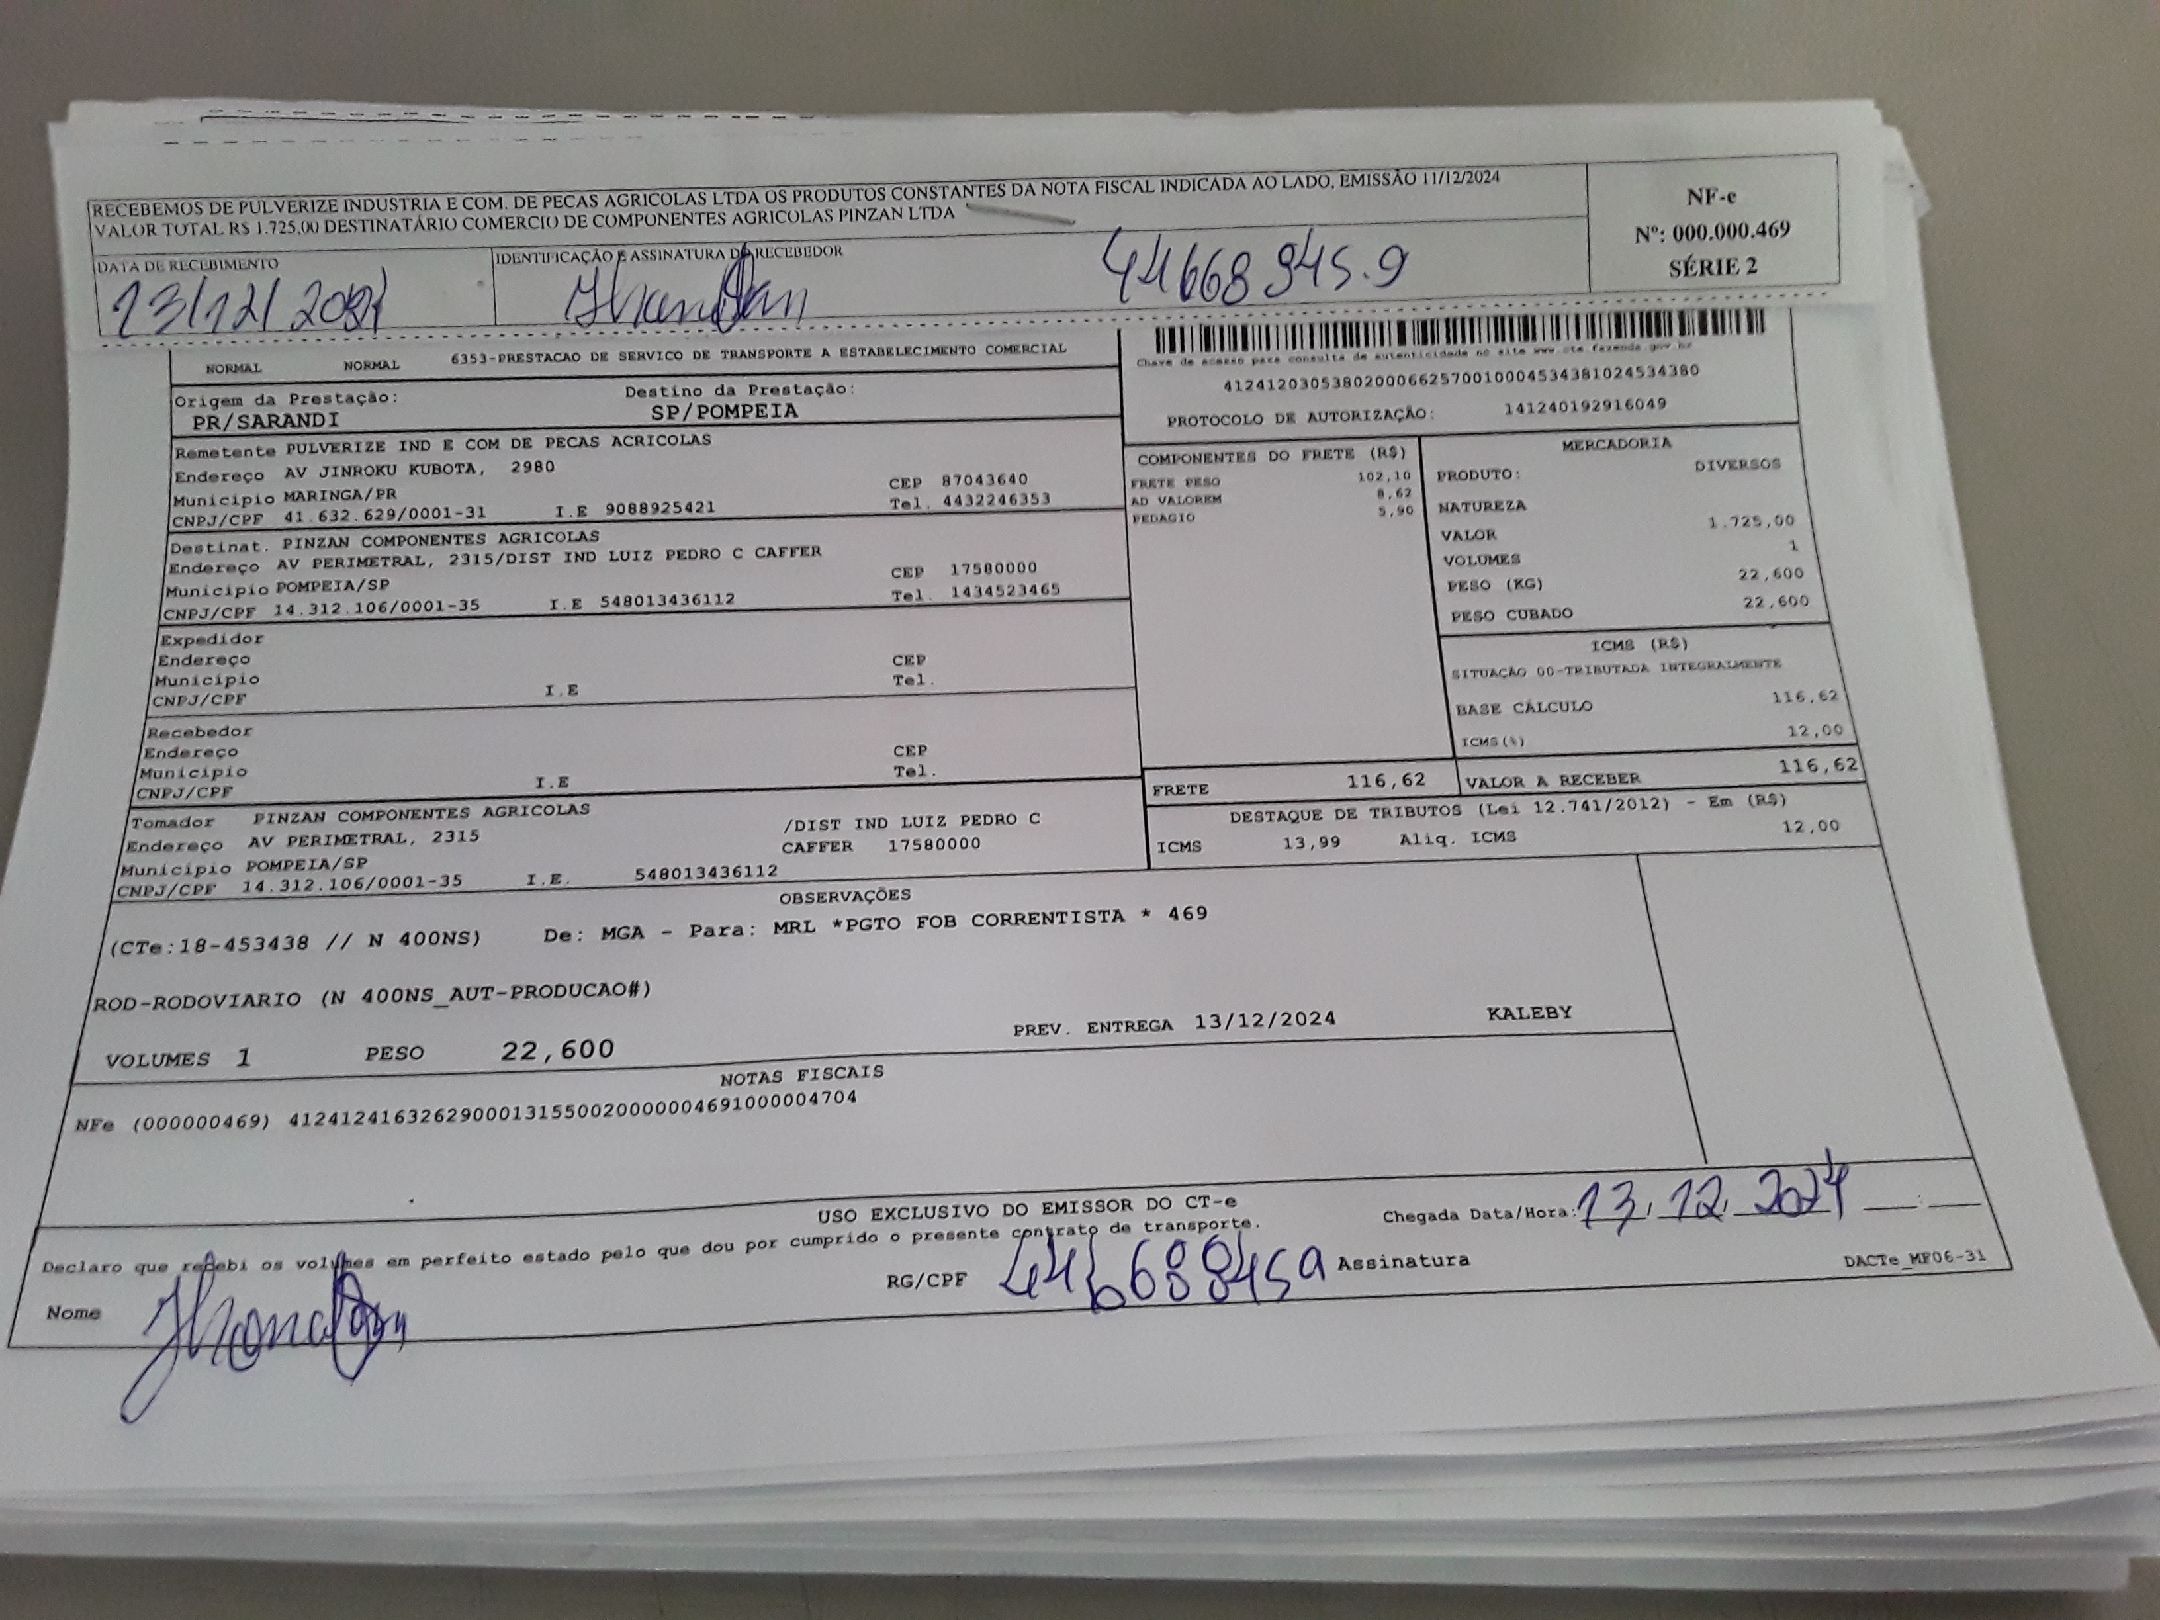 RECEBEMOS DE PULVERIZE INDUSTRIA E COM. DE PECAS AGRICOLAS LTDA OS PRODUTOS CONSTANTES DA NOTA FISCAL INDICADA AO LADO, EMISSÃO 11/12/2024
VALOR TOTAL R$ 1.725,00 DESTINATÁRIO COMERCIO DE COMPONENTES AGRICOLAS PINZAN LTDA
NF-e
Nº: 000.000.469
SÉRIE 2
DATA DE RECEBIMENTO
IDENTIFICAÇÃO E ASSINATURA DO RECEBEDOR
13/12/2024
44668945.9
NORMAL NORMAL 6353-PRESTACAO DE SERVICO DE TRANSPORTE A ESTABELECIMENTO COMERCIAL
Chave de acesso para consulta de autenticidade no site www.cte.fazenda.gov.br
41241203053802000662570010004534381024534380
PROTOCOLO DE AUTORIZAÇÃO: 141240192916049
Origem da Prestação: Destino da Prestação:
PR/SARANDI SP/POMPEIA
Remetente PULVERIZE IND E COM DE PECAS ACRICOLAS
Endereço AV JINROKU KUBOTA, 2980 CEP 87043640
Municipio MARINGA/PR Tel. 4432246353
CNPJ/CPF 41.632.629/0001-31 I.E 9088925421
Destinat. PINZAN COMPONENTES AGRICOLAS
Endereço AV PERIMETRAL, 2315/DIST IND LUIZ PEDRO C CAFFER CEP 17580000
Municipio POMPEIA/SP Tel. 1434523465
CNPJ/CPF 14.312.106/0001-35 I.E 548013436112
Expedidor
Endereço CEP
Municipio Tel.
CNPJ/CPF I.E
Recebedor
Endereço CEP
Municipio Tel.
CNPJ/CPF I.E
Tomador PINZAN COMPONENTES AGRICOLAS
Endereço AV PERIMETRAL, 2315 /DIST IND LUIZ PEDRO C
Municipio POMPEIA/SP CAFFER 17580000
CNPJ/CPF 14.312.106/0001-35 I.E. 548013436112
COMPONENTES DO FRETE (R$)
FRETE PESO 102,10
AD VALOREM 8,62
PEDAGIO 5,90
MERCADORIA
PRODUTO: DIVERSOS
NATUREZA
VALOR 1.725,00
VOLUMES 1
PESO (KG) 22,600
PESO CUBADO 22,600
ICMS (R$)
SITUAÇÃO 00-TRIBUTADA INTEGRALMENTE
BASE CÁLCULO 116,62
ICMS(%) 12,00
FRETE 116,62 VALOR A RECEBER 116,62
DESTAQUE DE TRIBUTOS (Lei 12.741/2012) - Em (R$)
ICMS 13,99 Aliq. ICMS 12,00
OBSERVAÇÕES
(CTe:18-453438 // N 400NS) De: MGA - Para: MRL *PGTO FOB CORRENTISTA * 469
ROD-RODOVIARIO (N 400NS_AUT-PRODUCAO#)
PREV. ENTREGA 13/12/2024 KALEBY
VOLUMES 1 PESO 22,600
NOTAS FISCAIS
NFe (000000469) 41241241632629000131550020000004691000004704
USO EXCLUSIVO DO EMISSOR DO CT-e
Chegada Data/Hora: 13/12/2024
Declaro que recebi os volumes em perfeito estado pelo que dou por cumprido o presente contrato de transporte.
Nome RG/CPF Assinatura
DACTe_MF06-31